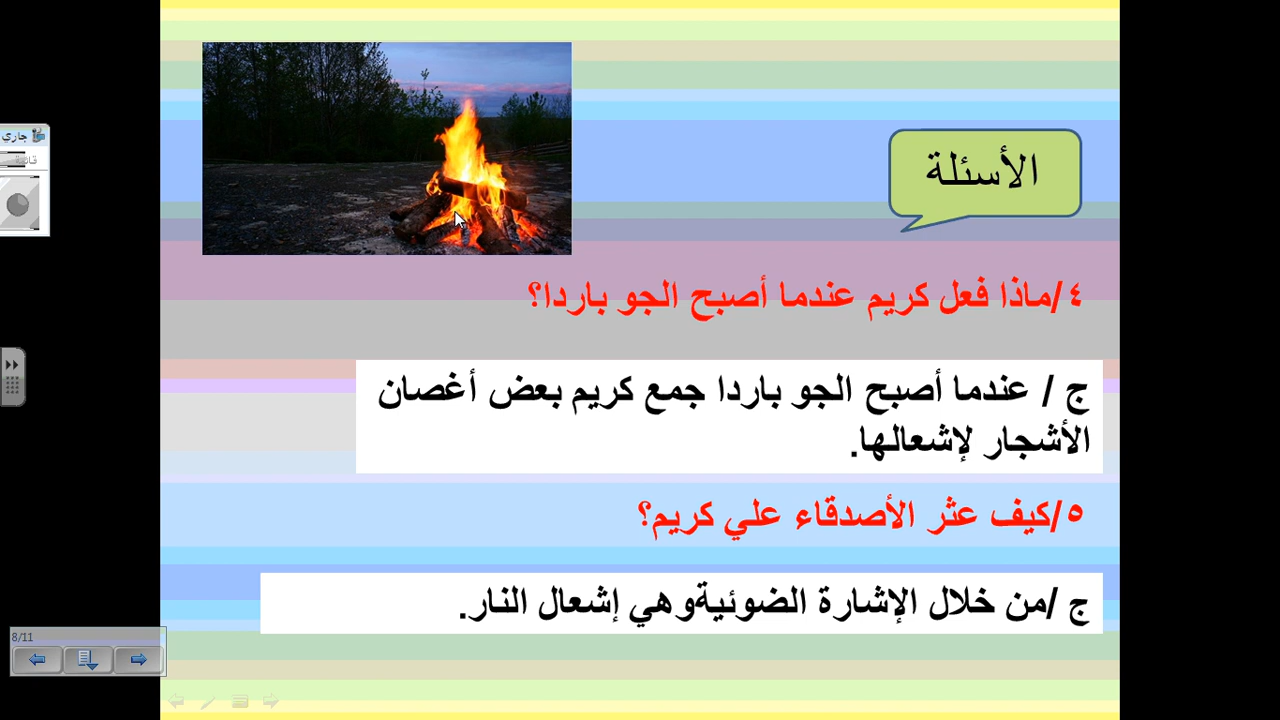 جاري
الأسئلة
٤/ماذا فعل كريم عندما أصبح الجو باردا؟
ج / عندما أصبح الجو باردا جمع كريم بعض أغصان
الأشجار لإشعالها.
٥/كيف عثر الأصدقاء علي كريم؟
ج /من خلال الإشارة الضوئيةوهي إشعال النار.
8/11